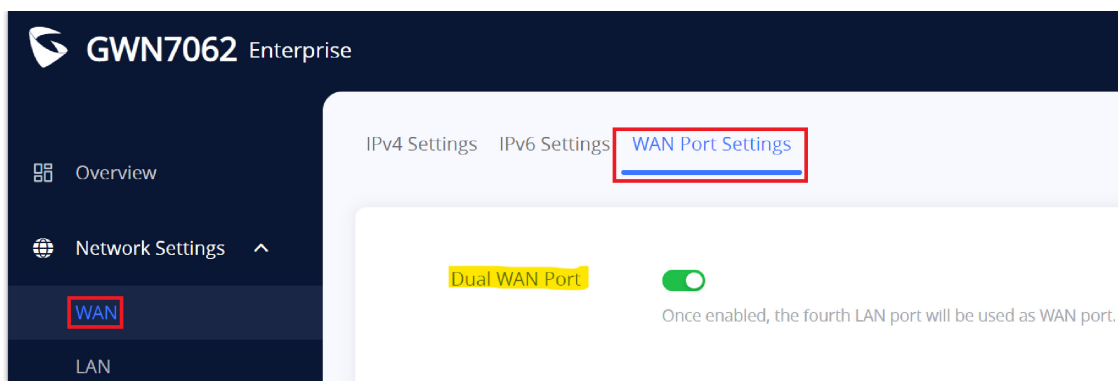 GWN7062 Enterprise
IPv4 Settings IPv6 Settings WAN Port Settings
Overview
Network Settings
Dual WAN Port
WAN
Once enabled, the fourth LAN port will be used as WAN port.
LAN